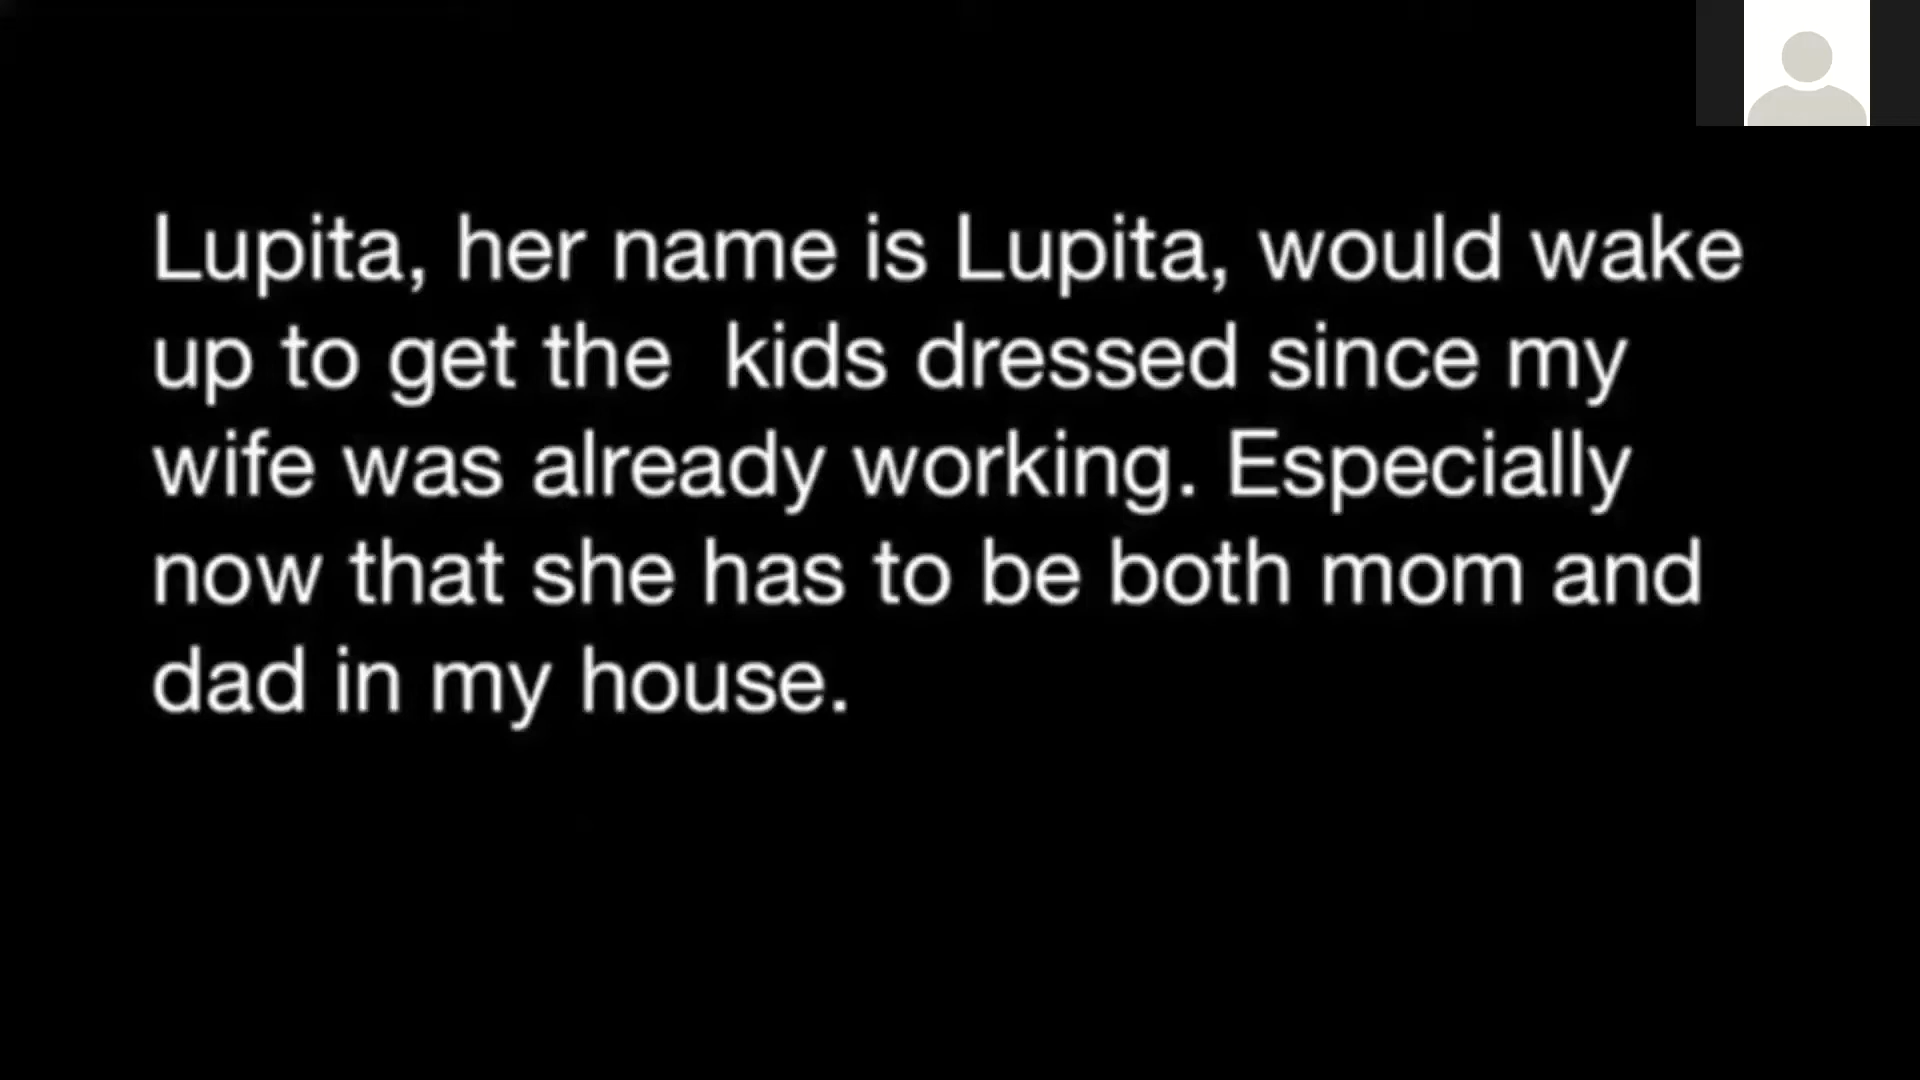 Lupita, her name is Lupita, would wake
up to get the  kids dressed since my
wife was already working. Especially
now that she has to be both mom and
dad in my house.